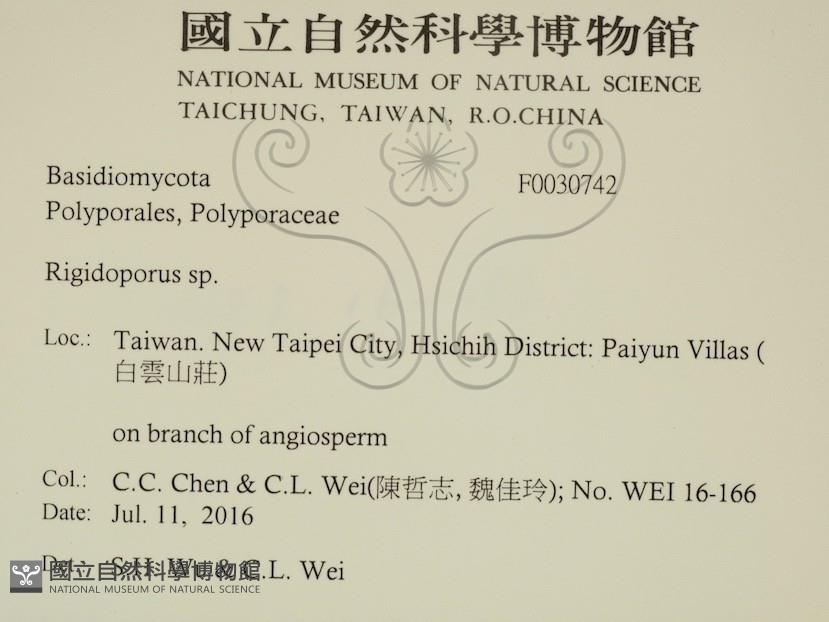 國立自然科學博物館
NATIONAL MUSEUM OF NATURAL SCIENCE
TAICHUNG, TAIWAN, R.O.CHINA
Basidiomycota F0030742
Polyporales, Polyporaceae
Rigidoporus sp.
Loc.: Taiwan. New Taipei City, Hsichih District: Paiyun Villas (
白雲山莊)
on branch of angiosperm
Col.: C.C. Chen & C.L. Wei(陳哲志, 魏佳玲); No. WEI 16-166
Date: Jul. 11, 2016
Det.: S.H. Wu & C.L. Wei
國立自然科學博物館
NATIONAL MUSEUM OF NATURAL SCIENCE